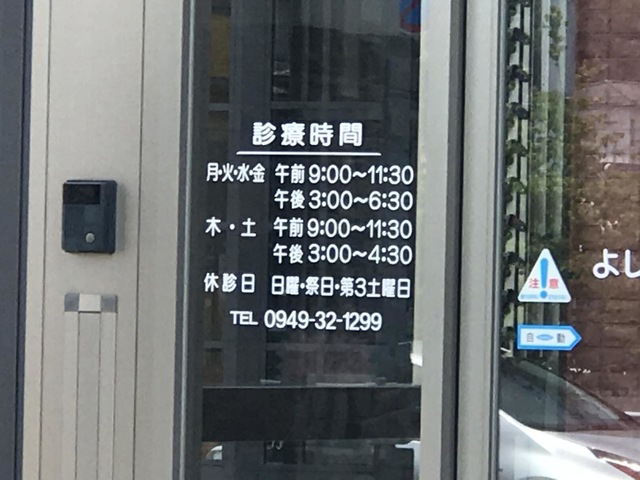 診療時間
月・火・水・金 午前 9:00〜11:30
午後 3:00〜6:30
木・土 午前 9:00〜11:30
午後 3:00〜4:30
休診日 日曜・祭日・第3土曜日
TEL 0949-32-1299
よし
注意
自動